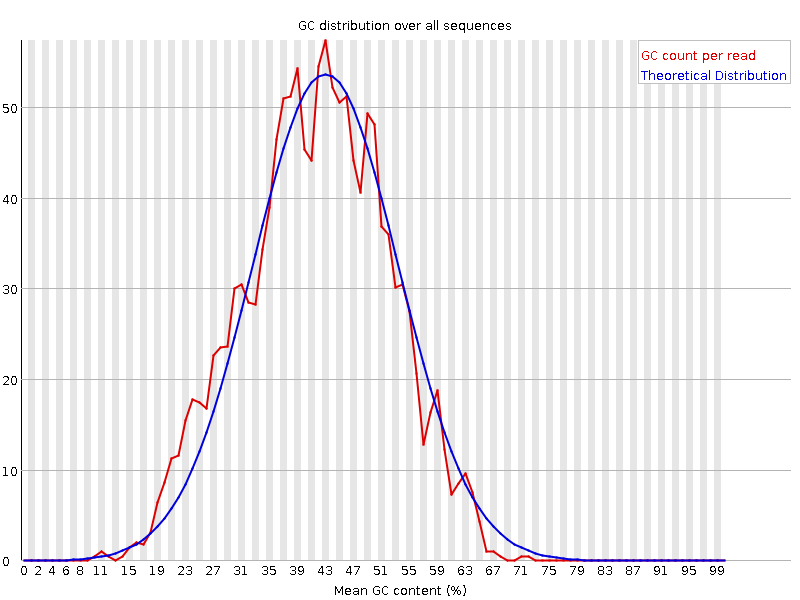 GC distribution over all sequences
GC count per read
Theoretical Distribution
50
40
30
20
10
0
0 2 4 6 8 11 15 19 23 27 31 35 39 43 47 51 55 59 63 67 71 75 79 83 87 91 95 99
Mean GC content (%)